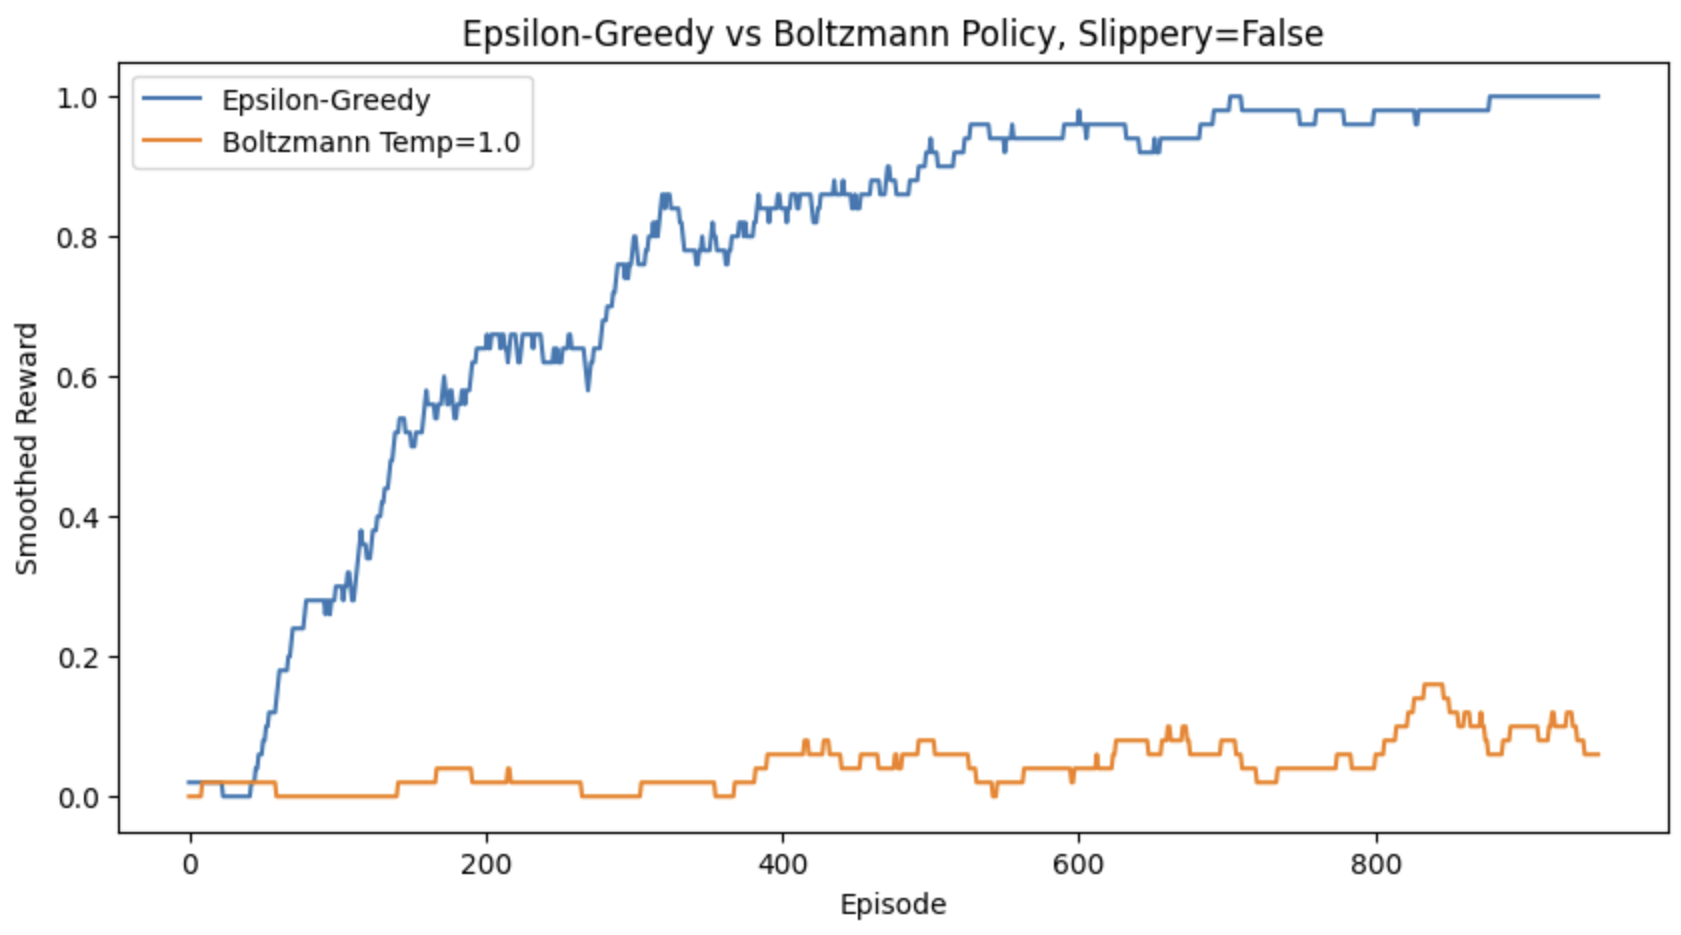 Epsilon-Greedy vs Boltzmann Policy, Slippery=False
Epsilon-Greedy
Boltzmann Temp=1.0
Smoothed Reward
1.0
0.8
0.6
0.4
0.2
0.0
0 200 400 600 800
Episode